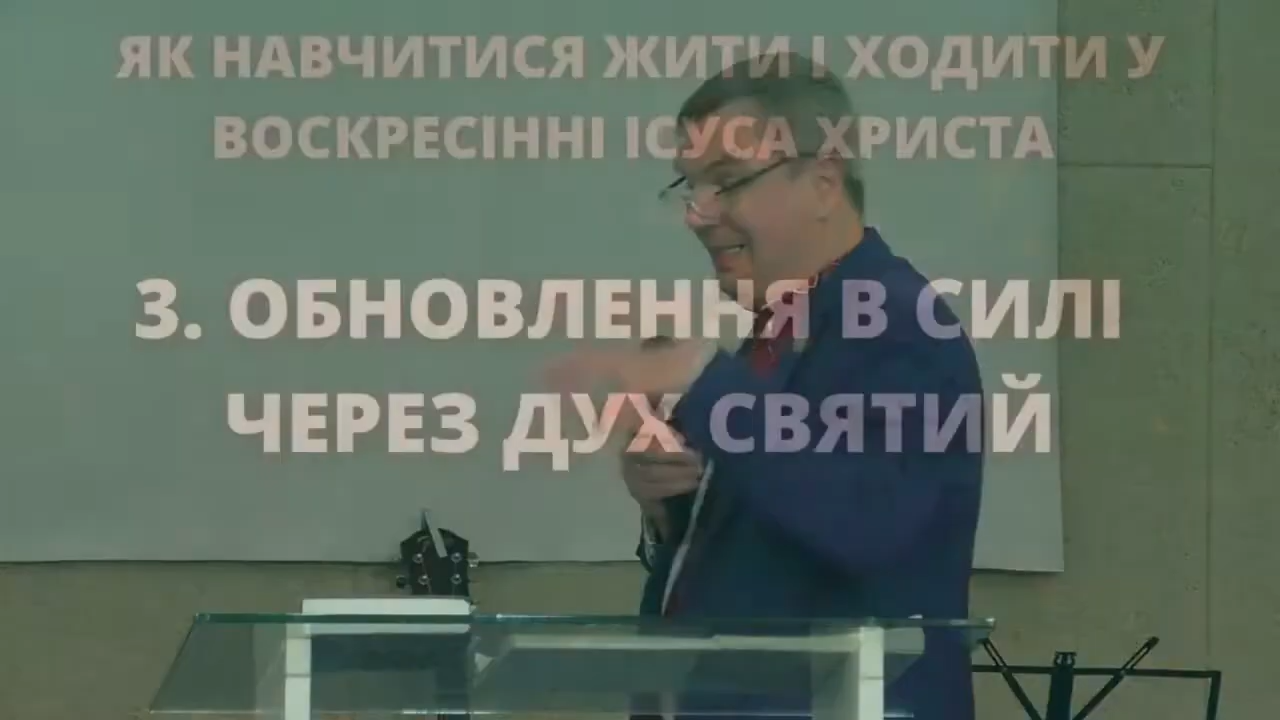 ЯК НАВЧИТИСЯ ЖИТИ І ХОДИТИ У
ВОСКРЕСІННІ ІСУСА ХРИСТА
3. ОБНОВЛЕННЯ В СИЛІ
ЧЕРЕЗ ДУХ СВЯТИЙ